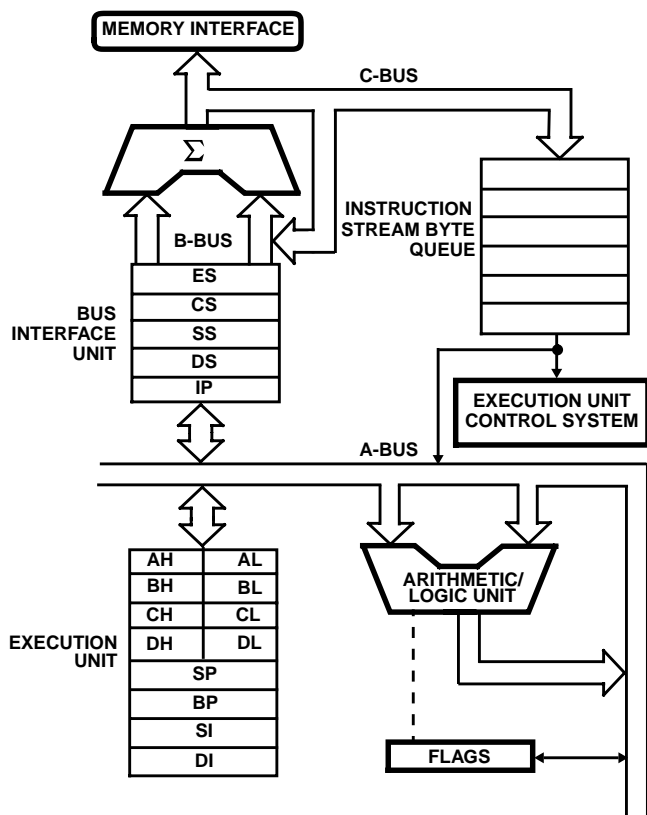 MEMORY INTERFACE
C-BUS
Σ
INSTRUCTION
STREAM BYTE
QUEUE
B-BUS
ES
CS
SS
DS
IP
BUS
INTERFACE
UNIT
EXECUTION UNIT
CONTROL SYSTEM
A-BUS
AH AL
BH BL
CH CL
DH DL
SP
BP
SI
DI
EXECUTION
UNIT
ARITHMETIC/
LOGIC UNIT
FLAGS